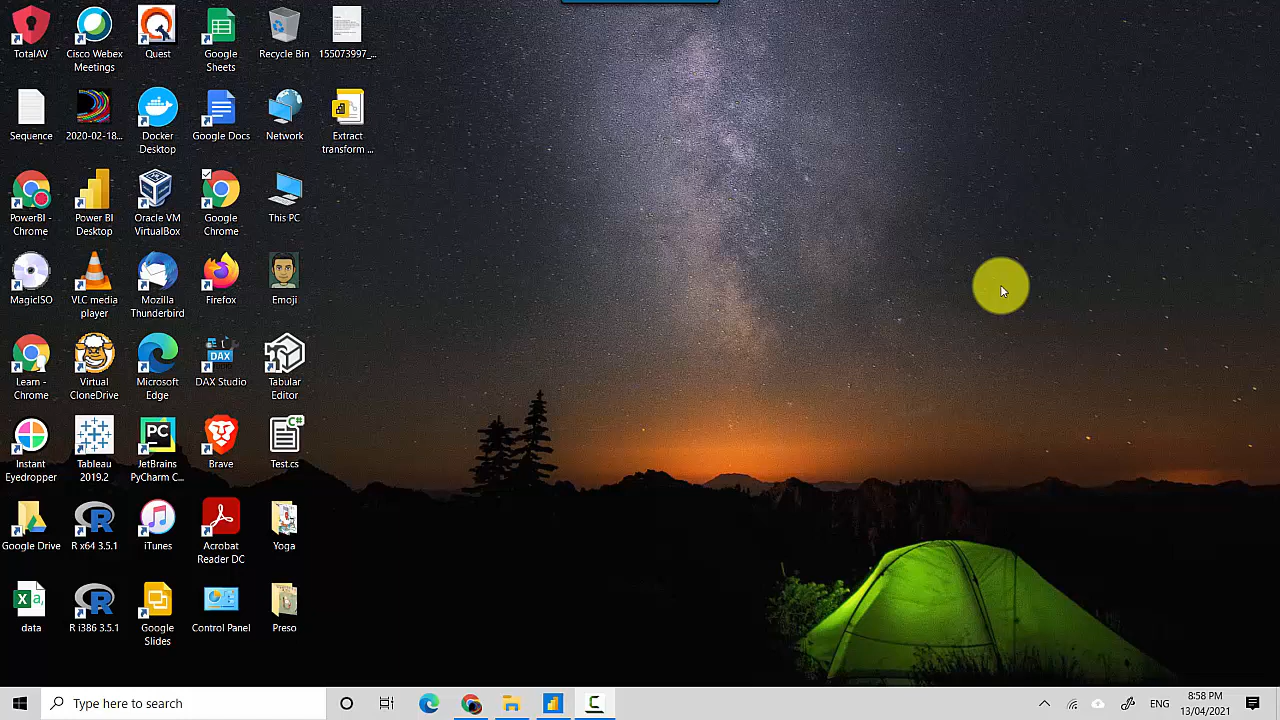 TotalAV
Cisco Webex
Meetings
Quest
Google
Sheets
Recycle Bin
155073997_...
Sequence
2020-02-18...
Docker
Desktop
Google Docs
Network
Extract
transform ...
PowerBI -
Chrome
Power BI
Desktop
Oracle VM
VirtualBox
Google
Chrome
This PC
MagicISO
VLC media
player
Mozilla
Thunderbird
Firefox
Emoji
Learn -
Chrome
Virtual
CloneDrive
Microsoft
Edge
DAX
DAX Studio
Tabular
Editor
Instant
Eyedropper
Tableau
2019.2
PC
JetBrains
PyCharm C...
Brave
C#
Test.cs
Google Drive
R x64 3.5.1
iTunes
Acrobat
Reader DC
Yoga
data
R i386 3.5.1
Google
Slides
Control Panel
Preso
Type here to search
ENG
8:58 PM
13/04/2021